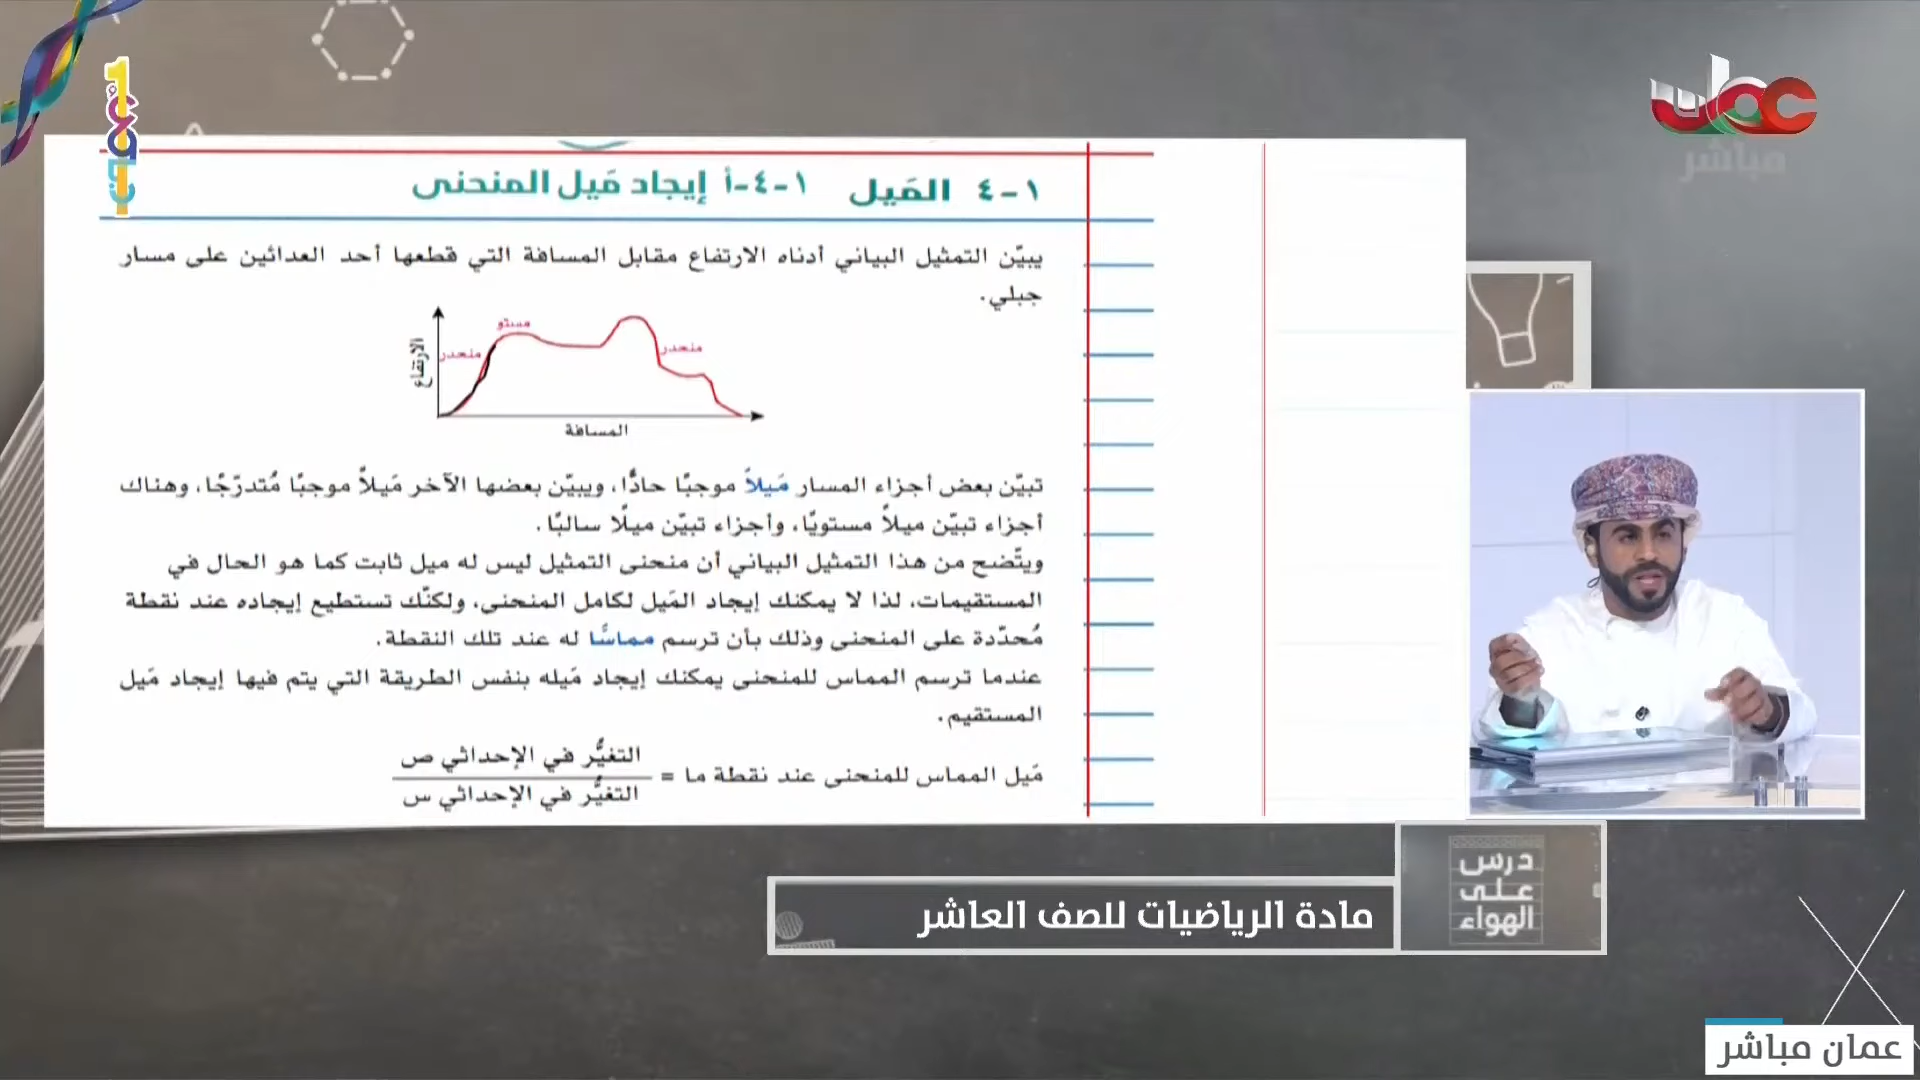 عمان
مباشر
١-٤ المَيل
١-٤-أ إيجاد مَيل المنحنى
يبيّن التمثيل البياني أدناه الارتفاع مقابل المسافة التي قطعها أحد العدائين على مسار
جبلي.
مستو
منحدر
منحدر
الارتفاع
المسافة
تبيّن بعض أجزاء المسار مَيلاً موجبًا حادًّا، ويبيّن بعضها الآخر مَيلاً موجبًا مُتدرّجًا، وهناك
أجزاء تبيّن ميلاً مستويًا، وأجزاء تبيّن ميلًا سالبًا.
ويتّضح من هذا التمثيل البياني أن منحنى التمثيل ليس له ميل ثابت كما هو الحال في
المستقيمات، لذا لا يمكنك إيجاد المَيل لكامل المنحنى، ولكنّك تستطيع إيجاده عند نقطة
مُحدّدة على المنحنى وذلك بأن ترسم مماسًّا له عند تلك النقطة.
عندما ترسم المماس للمنحنى يمكنك إيجاد مَيله بنفس الطريقة التي يتم فيها إيجاد مَيل
المستقيم.
مَيل المماس للمنحنى عند نقطة ما =
التغيُّر في الإحداثي ص
التغيُّر في الإحداثي س
درس
على
الهواء
مادة الرياضيات للصف العاشر
عمان مباشر